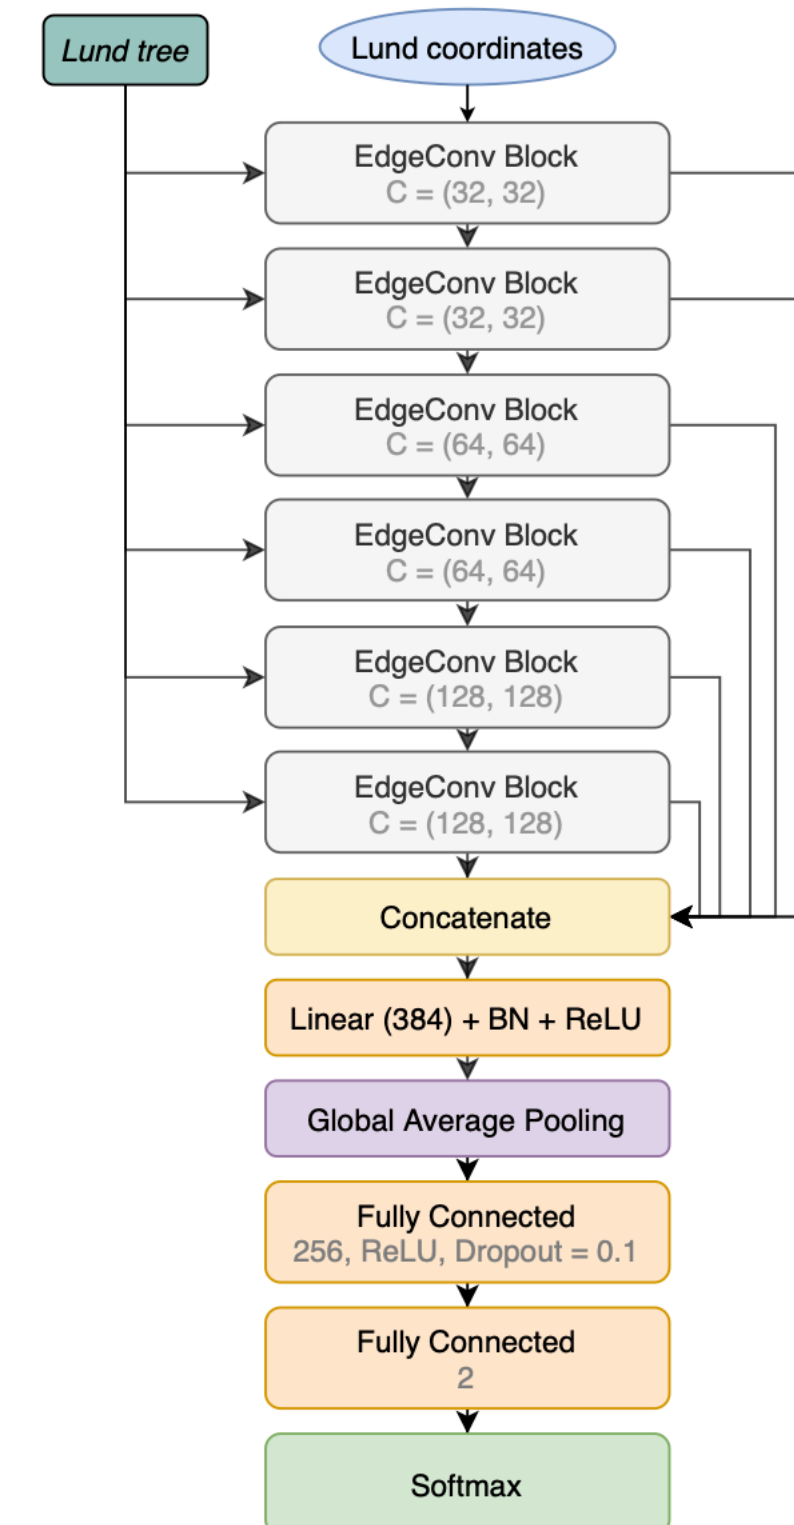 Lund tree
Lund coordinates
EdgeConv Block
C = (32, 32)
EdgeConv Block
C = (32, 32)
EdgeConv Block
C = (64, 64)
EdgeConv Block
C = (64, 64)
EdgeConv Block
C = (128, 128)
EdgeConv Block
C = (128, 128)
Concatenate
Linear (384) + BN + ReLU
Global Average Pooling
Fully Connected
256, ReLU, Dropout = 0.1
Fully Connected
2
Softmax